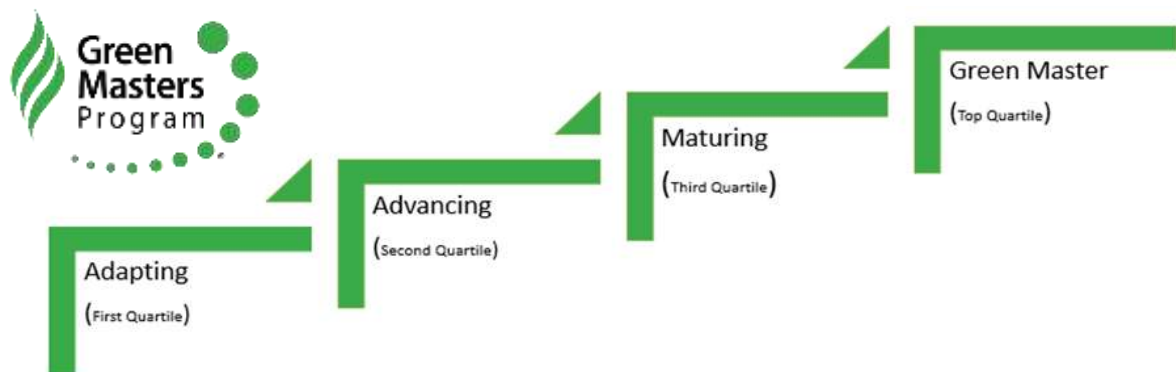 Green
Masters
Program
Adapting
(First Quartile)
Advancing
(Second Quartile)
Maturing
(Third Quartile)
Green Master
(Top Quartile)